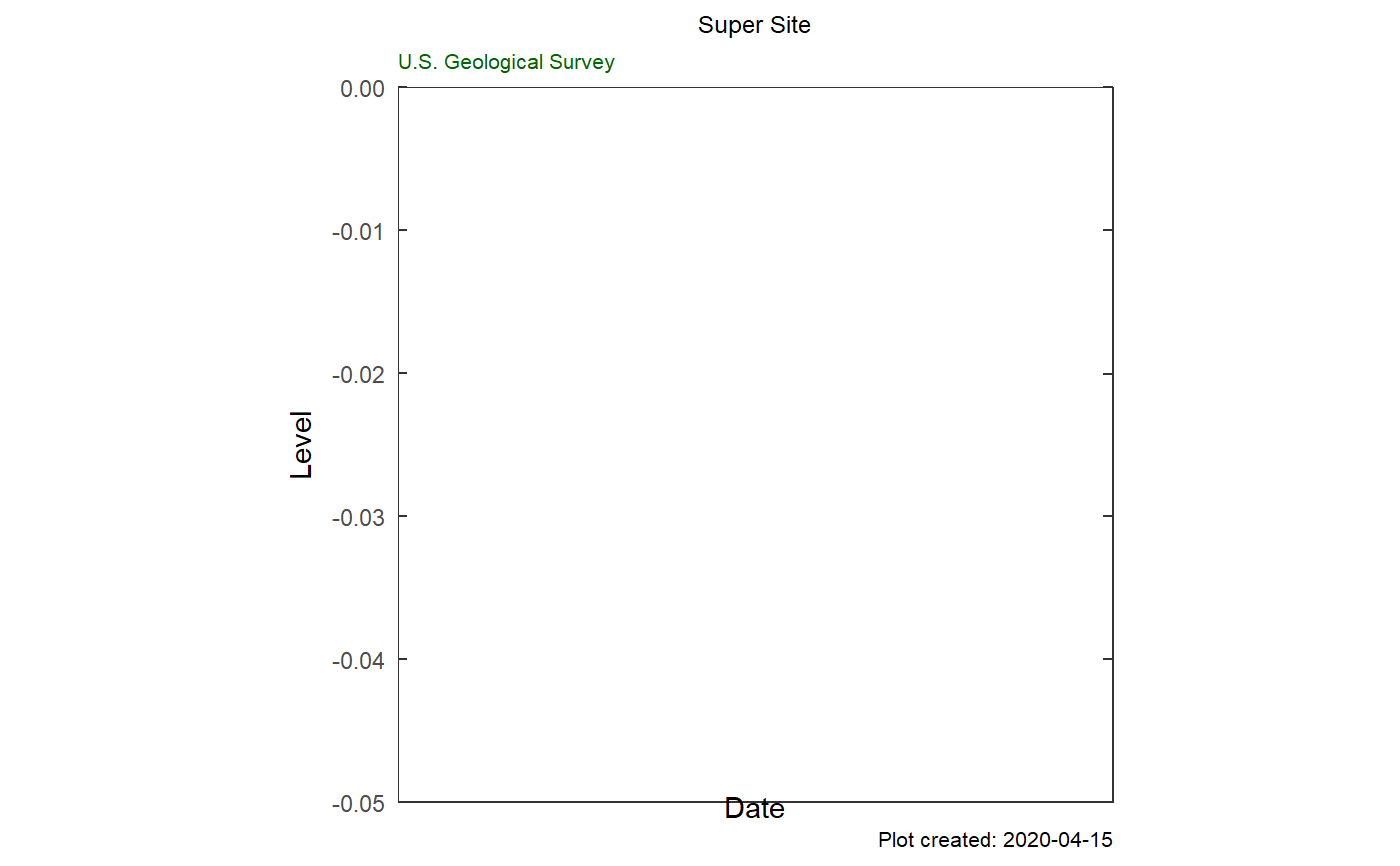 Super Site
U.S. Geological Survey
0.00
-0.01
-0.02
Level
-0.03
-0.04
-0.05
Date
Plot created: 2020-04-15